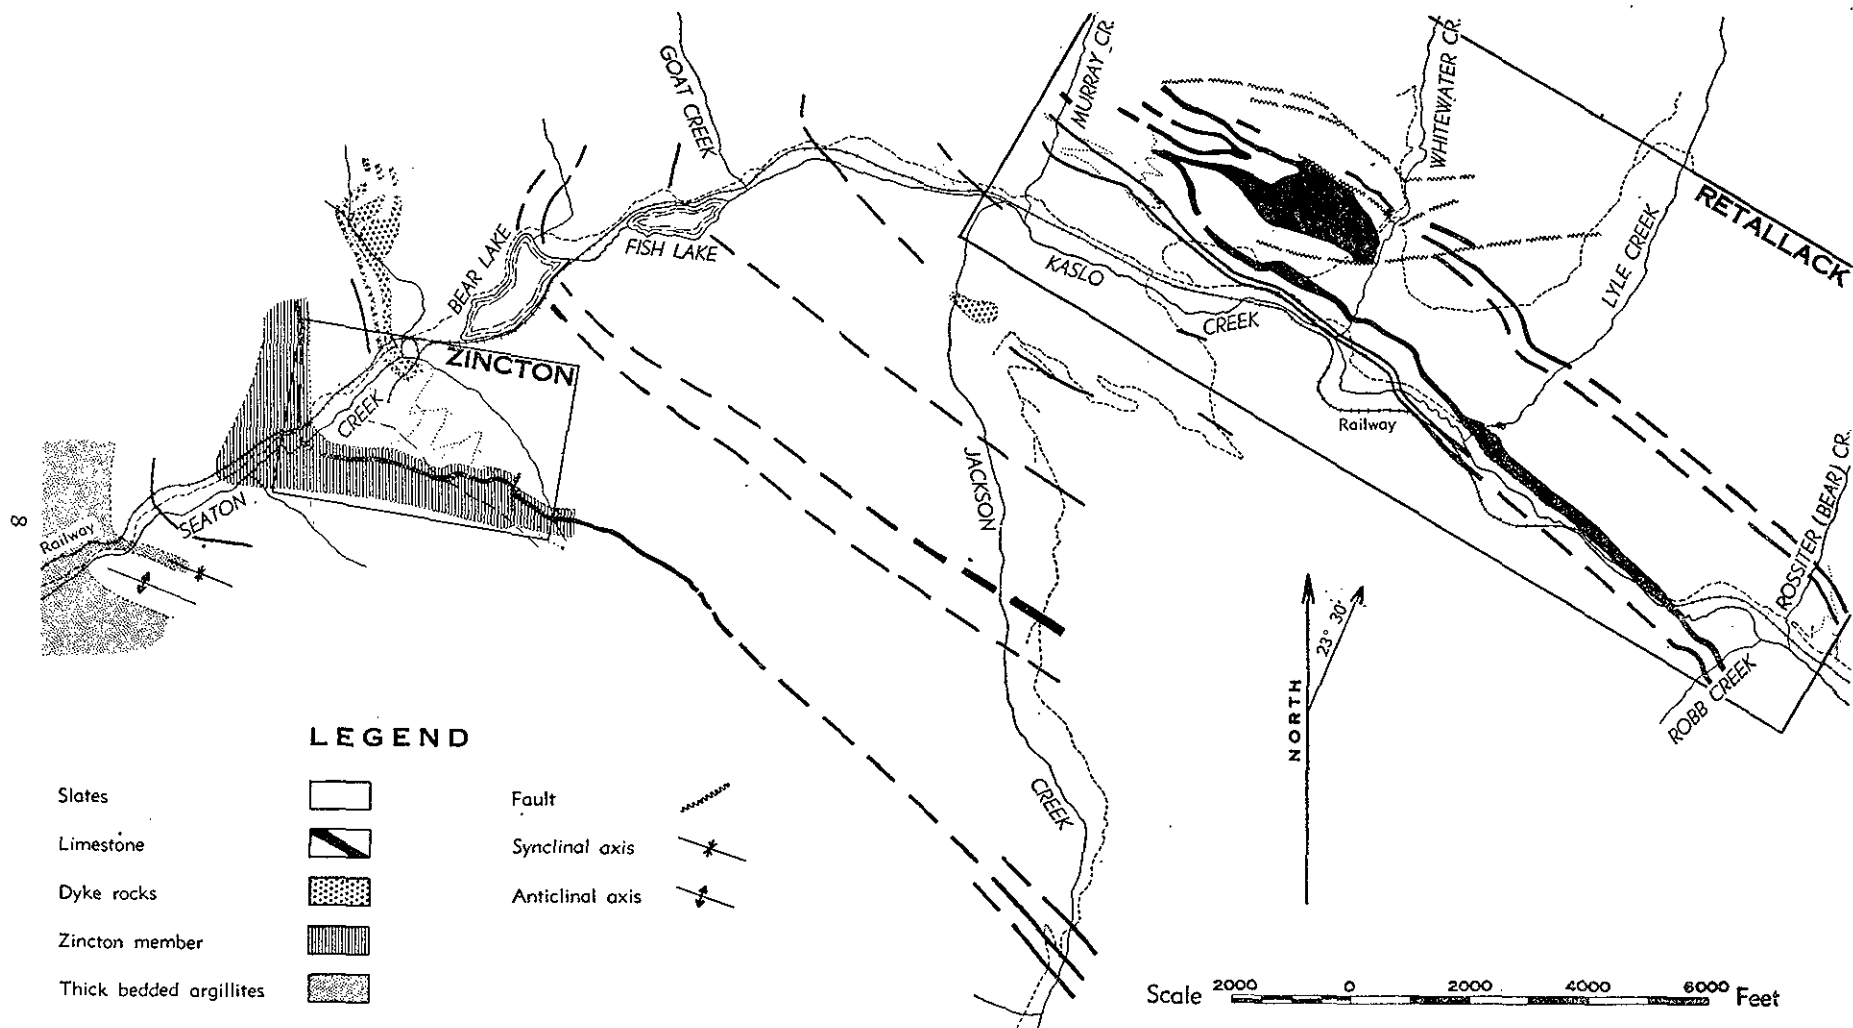 GOAT CREEK
MURRAY CR.
WHITEWATER CR.
RETALLACK
LYLE CREEK
BEAR LAKE
FISH LAKE
KASLO
CREEK
ZINCTON
CREEK
SEATON
Railway
Railway
JACKSON
CREEK
ROSSITER (BEAR) CR.
ROBB CREEK
8
NORTH
23° 30'
LEGEND
Slates
Limestone
Dyke rocks
Zincton member
Thick bedded argillites
Fault
Synclinal axis
Anticlinal axis
Scale 2000 0 2000 4000 6000 Feet